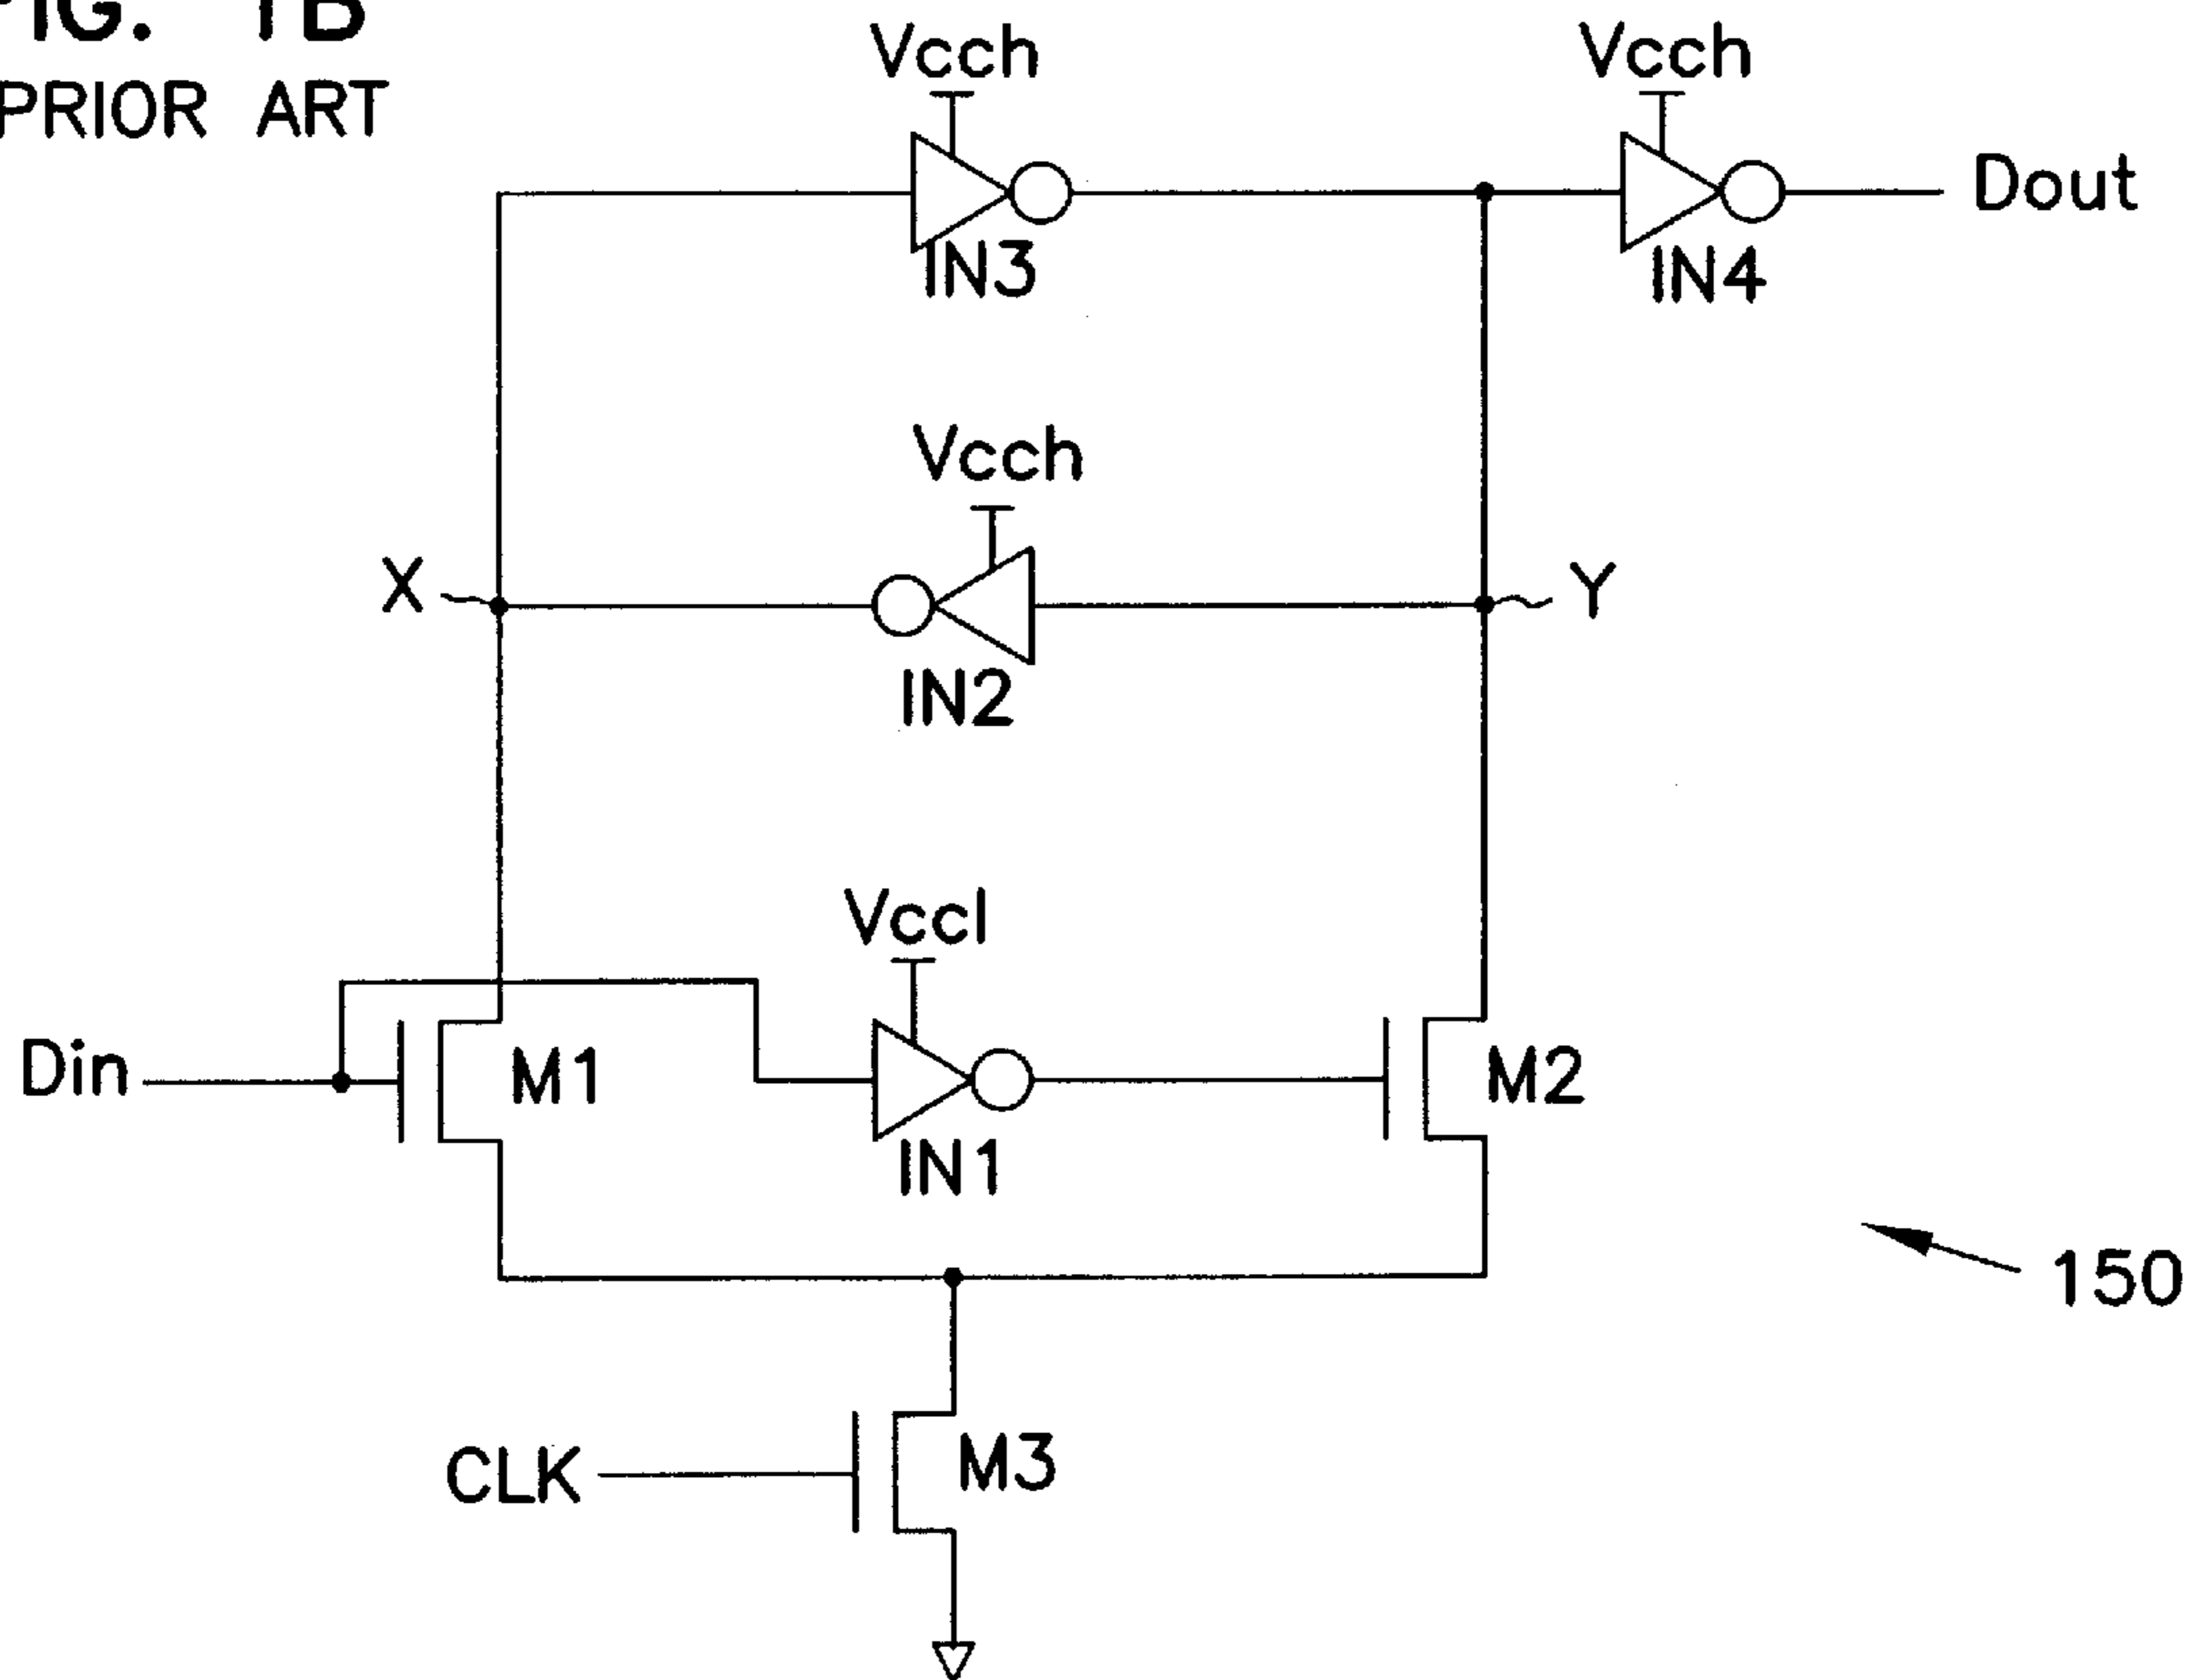 FIG. 1B
PRIOR ART
Vcch
Vcch
Dout
IN3
IN4
Vcch
X
Y
IN2
Vccl
Din
M1
M2
IN1
150
CLK
M3